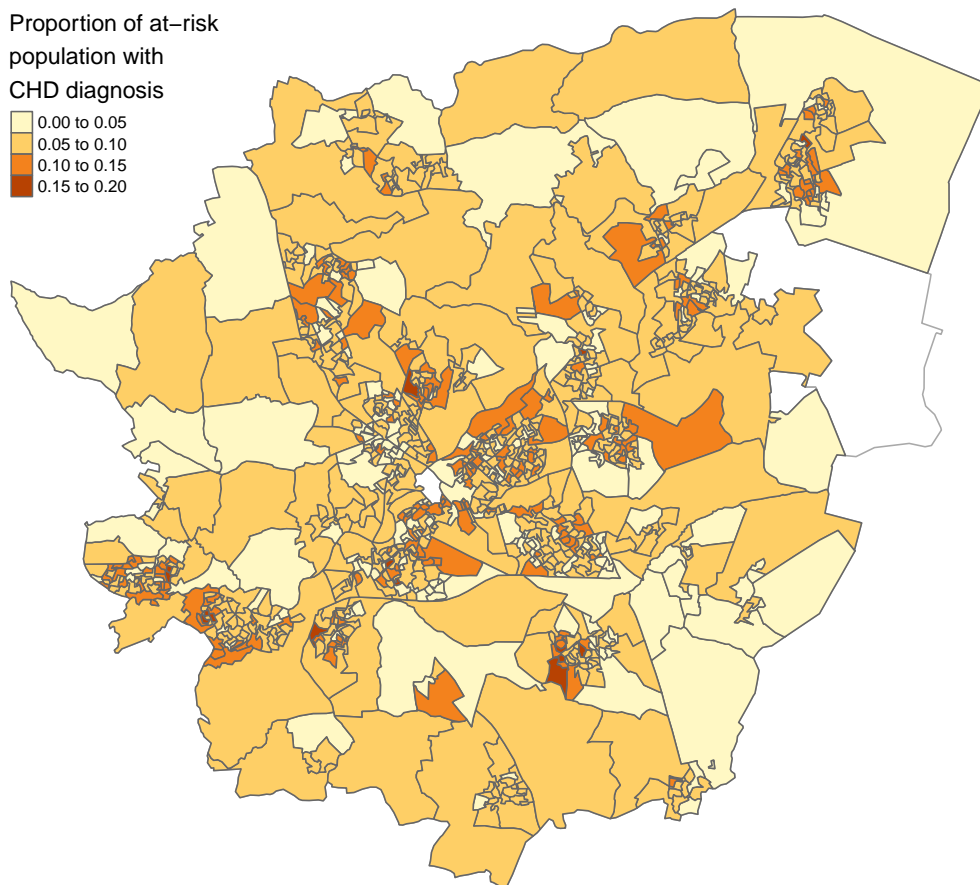 Proportion of at−risk
population with
CHD diagnosis
0.00 to 0.05
0.05 to 0.10
0.10 to 0.15
0.15 to 0.20